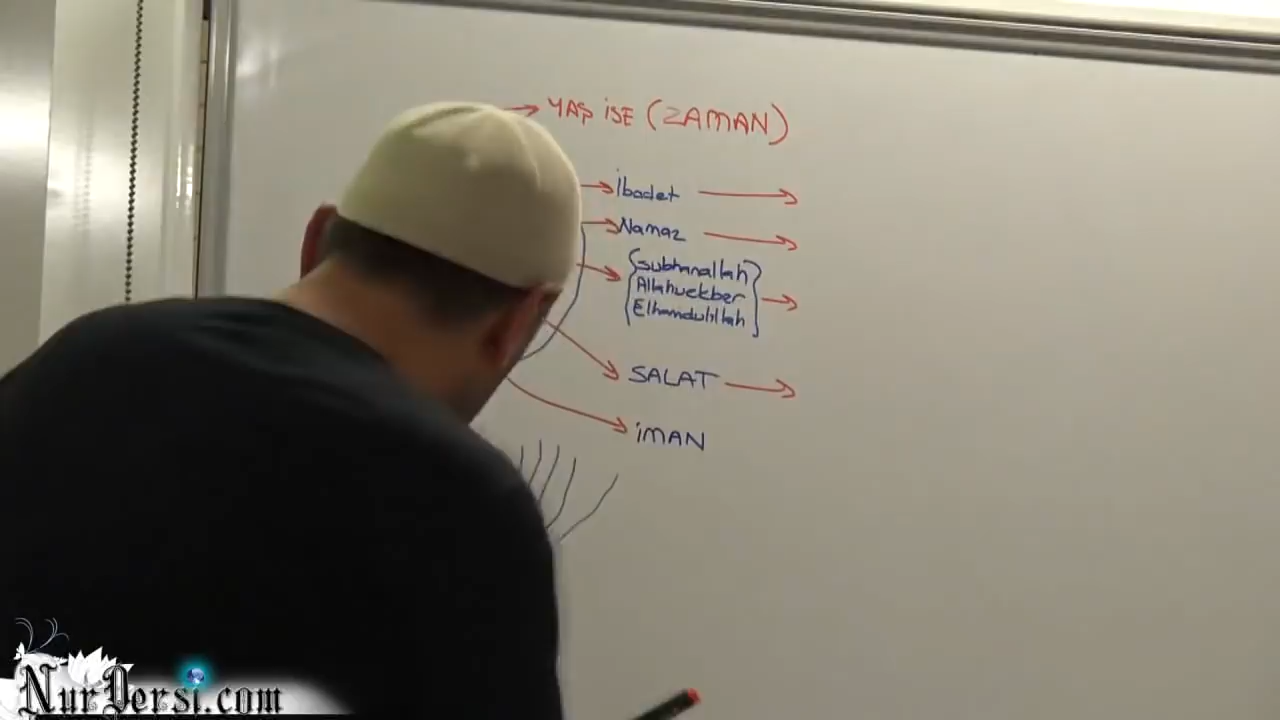 YAŞ İSE (ZAMAN)
İbadet
Namaz
Subhanallah
Allahuekber
Elhamdulillah
SALAT
İMAN
NurDersi.com